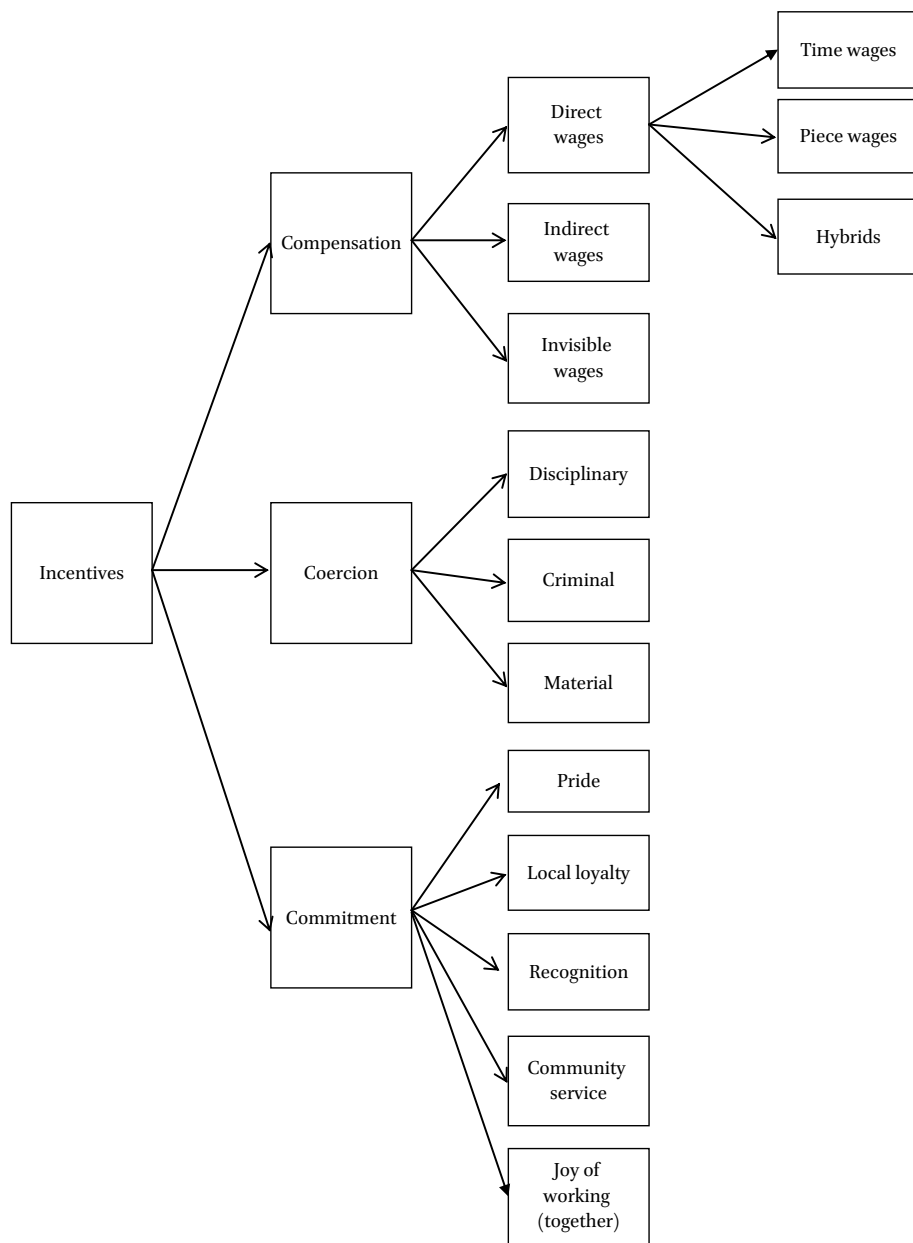 Incentives
Compensation
Direct
wages
Time wages
Piece wages
Hybrids
Indirect
wages
Invisible
wages
Coercion
Disciplinary
Criminal
Material
Commitment
Pride
Local loyalty
Recognition
Community
service
Joy of
working
(together)